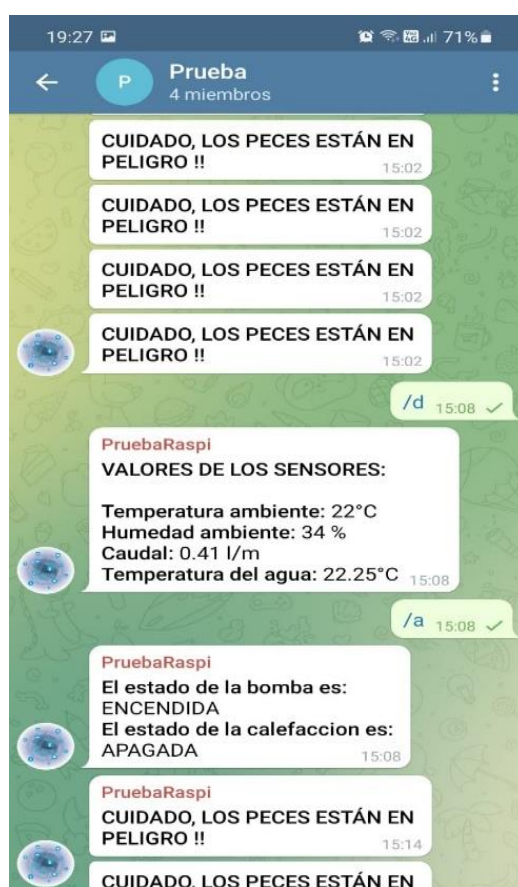 19:27
71%
P
Prueba
4 miembros
CUIDADO, LOS PECES ESTÁN EN
PELIGRO !!
15:02
CUIDADO, LOS PECES ESTÁN EN
PELIGRO !!
15:02
CUIDADO, LOS PECES ESTÁN EN
PELIGRO !!
15:02
CUIDADO, LOS PECES ESTÁN EN
PELIGRO !!
15:02
/d 15:08
PruebaRaspi
VALORES DE LOS SENSORES:
Temperatura ambiente: 22°C
Humedad ambiente: 34 %
Caudal: 0.41 l/m
Temperatura del agua: 22.25°C 15:08
/a 15:08
PruebaRaspi
El estado de la bomba es:
ENCENDIDA
El estado de la calefaccion es:
APAGADA 15:08
PruebaRaspi
CUIDADO, LOS PECES ESTÁN EN
PELIGRO !!
15:14
CUIDADO, LOS PECES ESTÁN EN